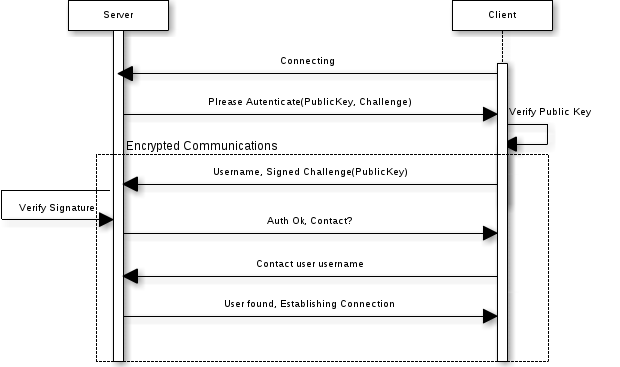 Server
Client
Connecting
Plrease Autenticate(PublicKey, Challenge)
Verify Public Key
Encrypted Communications
Username, Signed Challenge(PublicKey)
Verify Signature
Auth Ok, Contact?
Contact user username
User found, Establishing Connection